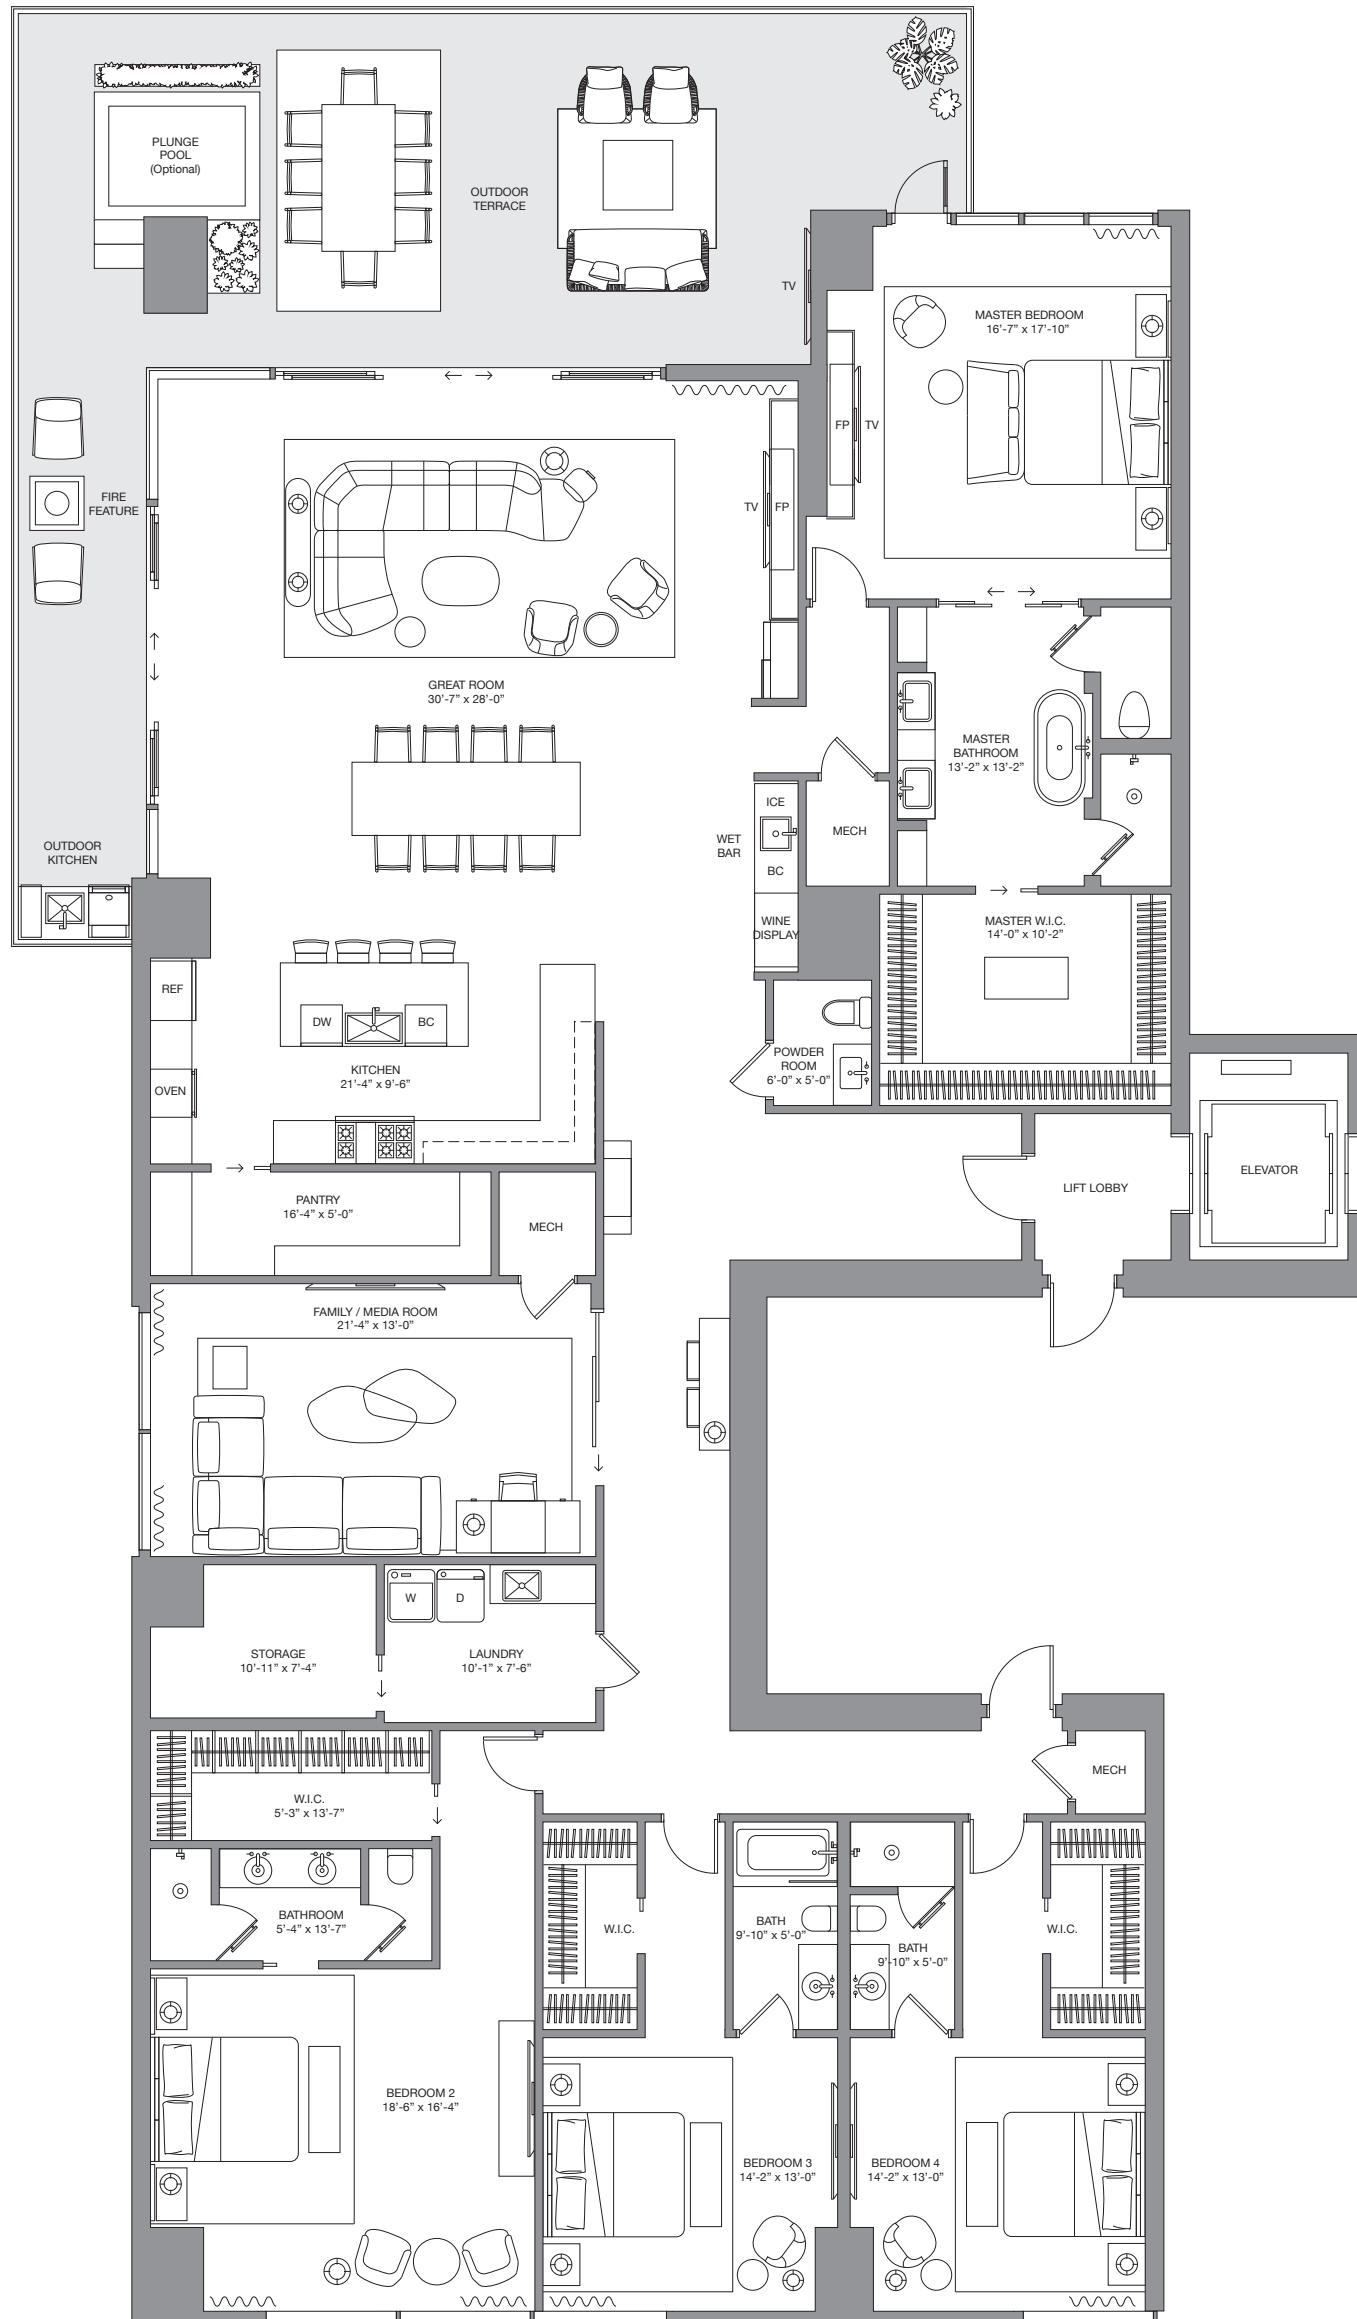 PLUNGE
POOL
(Optional)
OUTDOOR
TERRACE
TV
MASTER BEDROOM
16'-7" x 17'-10"
FP
TV
FIRE
FEATURE
TV
FP
GREAT ROOM
30'-7" x 28'-0"
MASTER
BATHROOM
13'-2" x 13'-2"
ICE
WET
BAR
MECH
BC
OUTDOOR
KITCHEN
WINE
DISPLAY
MASTER W.I.C.
14'-0" x 10'-2"
REF
DW
BC
KITCHEN
21'-4" x 9'-6"
OVEN
POWDER
ROOM
6'-0" x 5'-0"
ELEVATOR
LIFT LOBBY
PANTRY
16'-4" x 5'-0"
MECH
FAMILY / MEDIA ROOM
21'-4" x 13'-0"
W
D
STORAGE
10'-11" x 7'-4"
LAUNDRY
10'-1" x 7'-6"
MECH
W.I.C.
5'-3" x 13'-7"
BATHROOM
5'-4" x 13'-7"
W.I.C.
BATH
9'-10" x 5'-0"
BATH
9'-10" x 5'-0"
W.I.C.
BEDROOM 2
18'-6" x 16'-4"
BEDROOM 3
14'-2" x 13'-0"
BEDROOM 4
14'-2" x 13'-0"